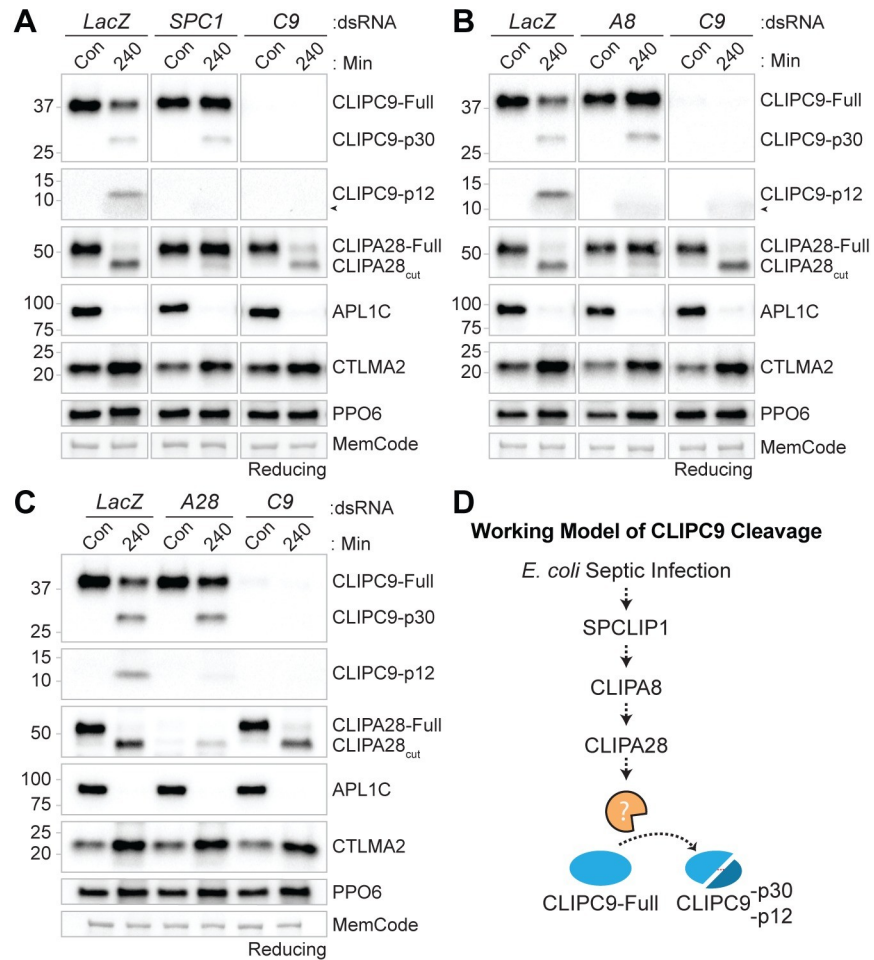 A
LacZ SPC1 C9 :dsRNA
Con 240 Con 240 Con 240 : Min
37
25
CLIPC9-Full
CLIPC9-p30
15
10
CLIPC9-p12
50
CLIPA28-Full
CLIPA28cut
100
75
APL1C
25
20
CTLMA2
PPO6
MemCode
Reducing
B
LacZ A8 C9 :dsRNA
Con 240 Con 240 Con 240 : Min
37
25
CLIPC9-Full
CLIPC9-p30
15
10
CLIPC9-p12
50
CLIPA28-Full
CLIPA28cut
100
75
APL1C
25
20
CTLMA2
PPO6
MemCode
Reducing
C
LacZ A28 C9 :dsRNA
Con 240 Con 240 Con 240 : Min
37
25
CLIPC9-Full
CLIPC9-p30
15
10
CLIPC9-p12
50
CLIPA28-Full
CLIPA28cut
100
75
APL1C
25
20
CTLMA2
PPO6
MemCode
Reducing
D
Working Model of CLIPC9 Cleavage
E. coli Septic Infection
SPCLIP1
CLIPA8
CLIPA28
?
CLIPC9-Full CLIPC9 -p30
-p12